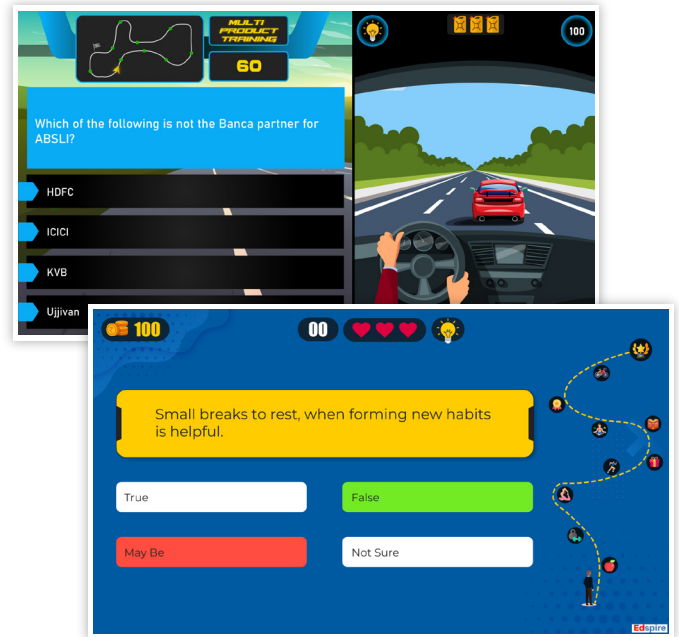 MULTI
PRODUCT
TRAINING
60
100
Which of the following is not the Banca partner for
ABSLI?
HDFC
ICICI
KVB
Ujjivan
100
00
Small breaks to rest, when forming new habits
is helpful.
True
False
May Be
Not Sure
Edspire